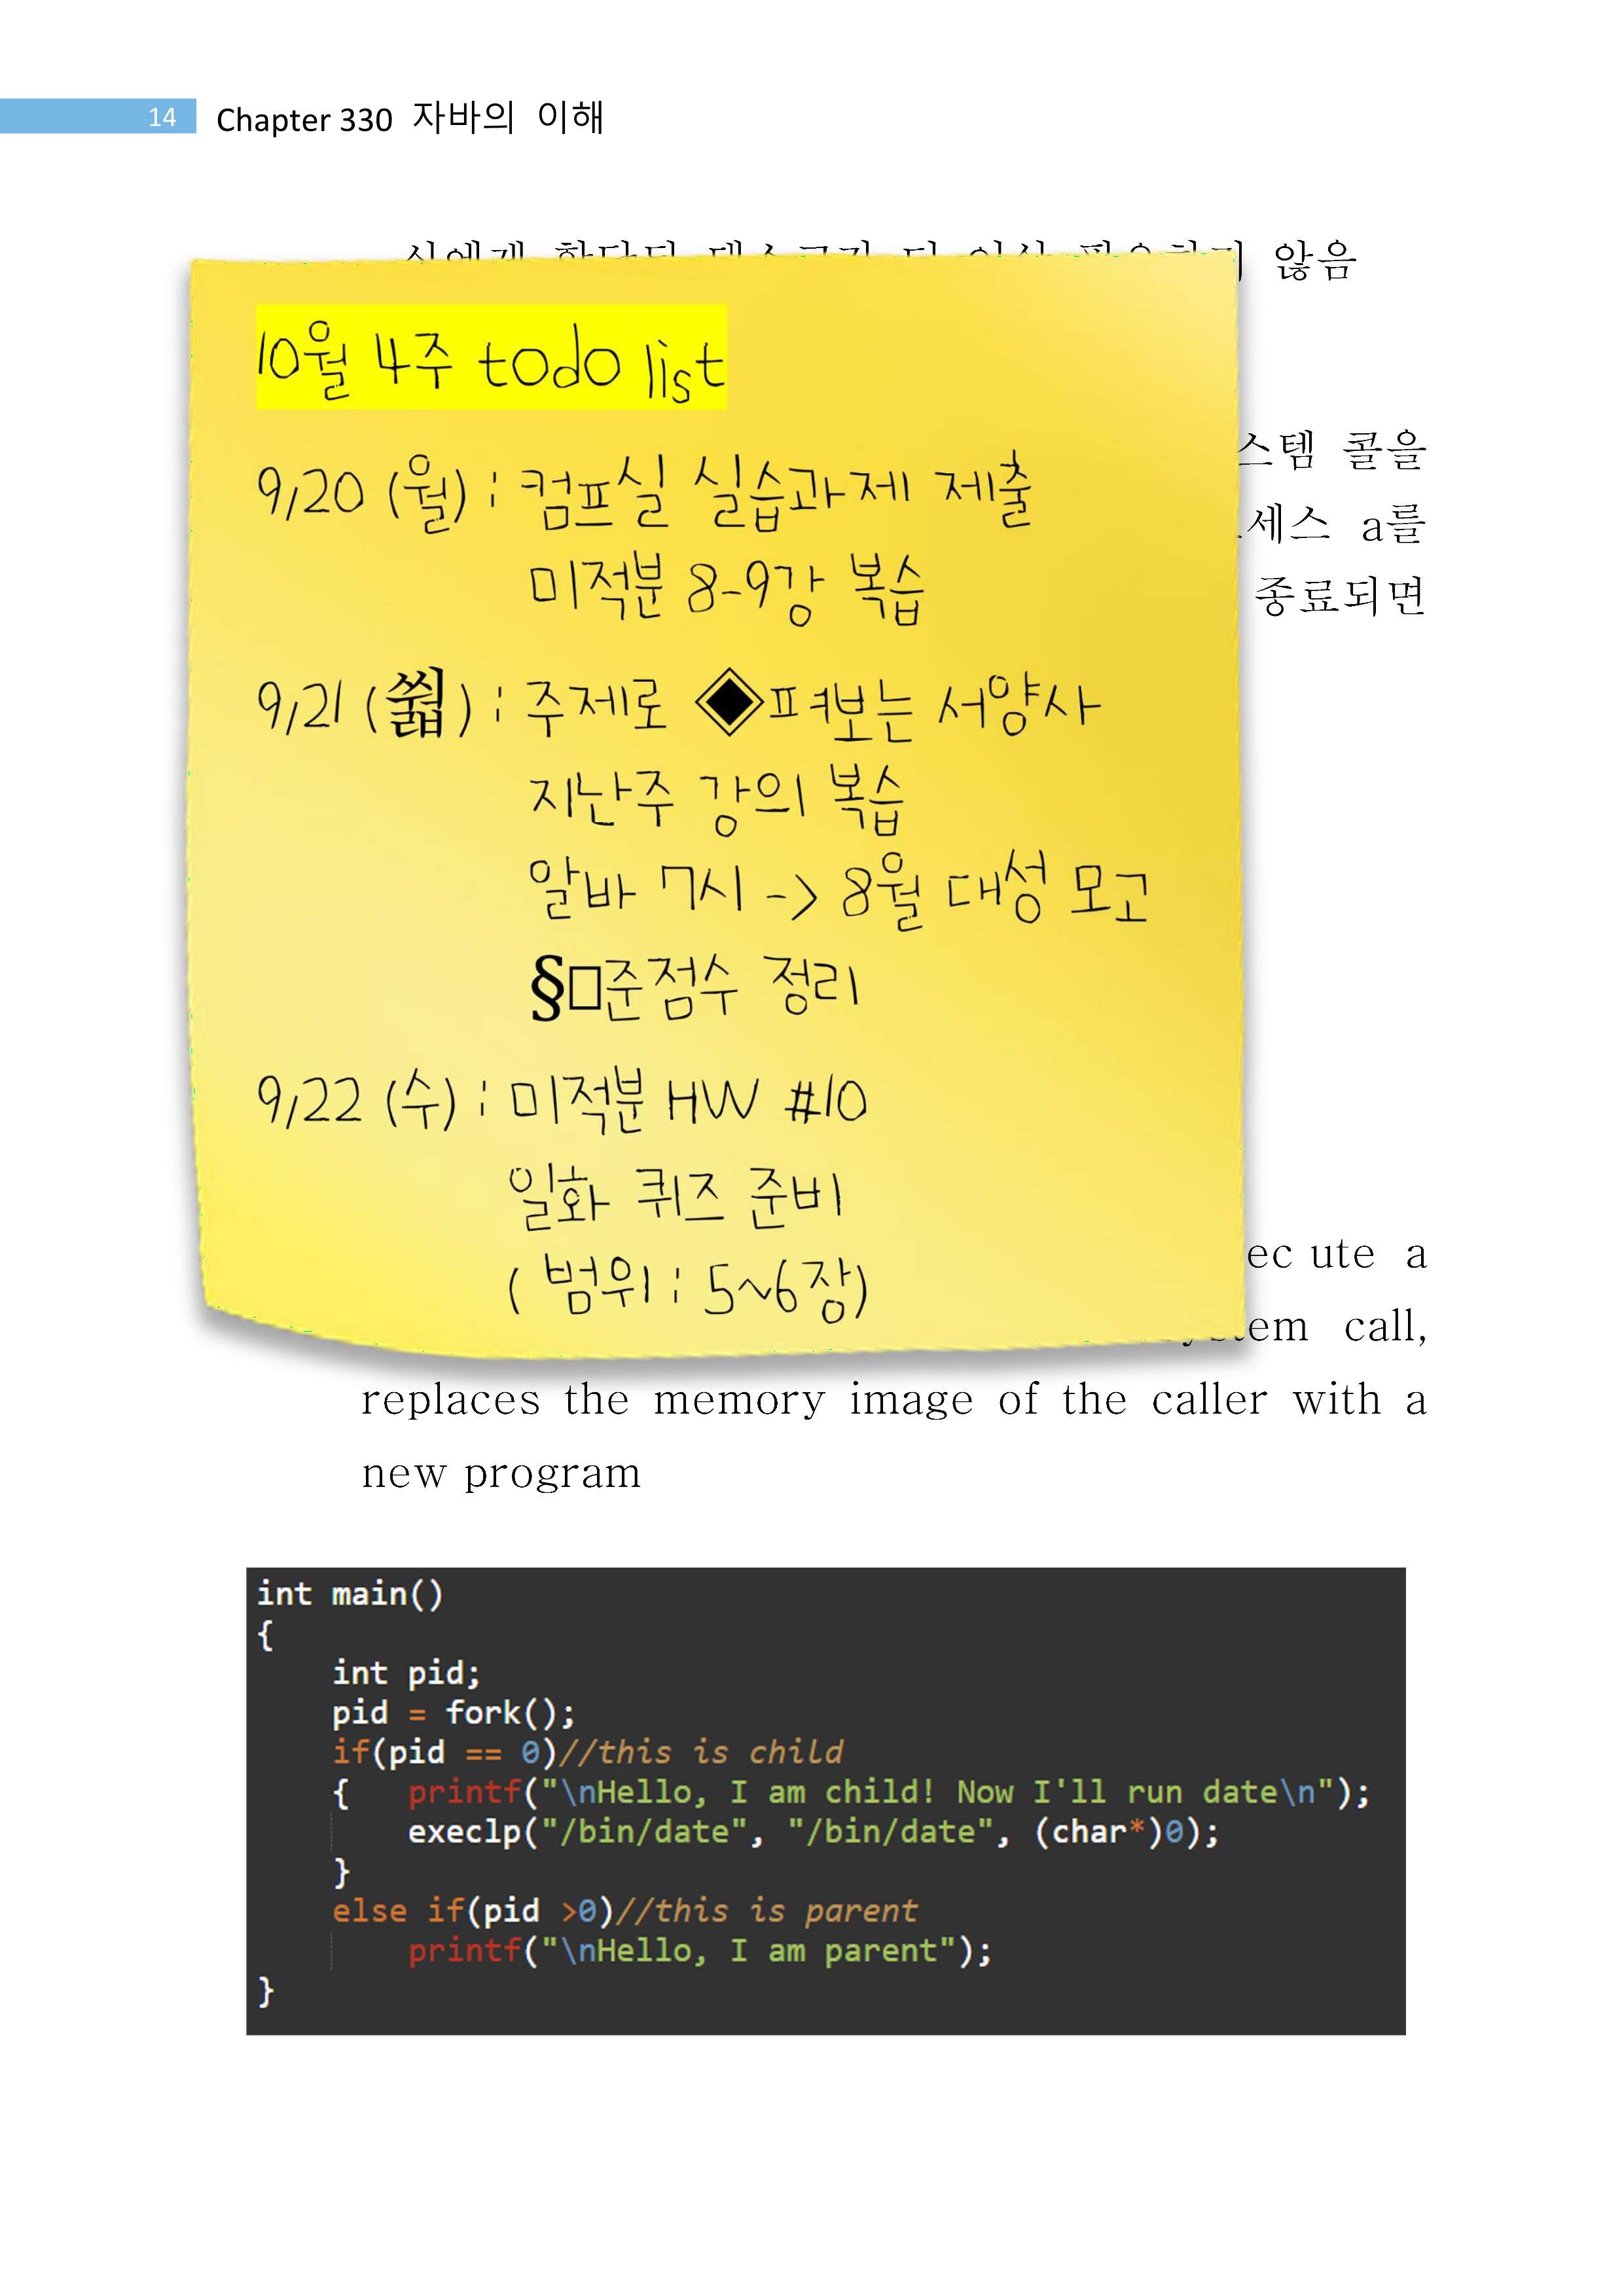 14 Chapter 330 자바의 이해
않음
10월 4주 todo list
스템 콜을
9/20 (월) : 컴프실 실습과제 제출
세스 a를
미적분 8-9강 복습
종료되면
9/21 ( ) : 주제로 ◈펴보는 서양사
지난주 강의 복습
알바 7시 -> 8월 대성 모고
§□준점수 정리
9/22 (수) : 미적분 HW #10
일화 퀴즈 준비
ec ute a
( 범위 : 5~6장)
em call,
replaces the memory image of the caller with a
new program
int main()
{
int pid;
pid = fork();
if(pid == 0)//this is child
{ printf("\nHello, I am child! Now I'll run date\n");
execlp("/bin/date", "/bin/date", (char*)0);
}
else if(pid >0)//this is parent
printf("\nHello, I am parent");
}